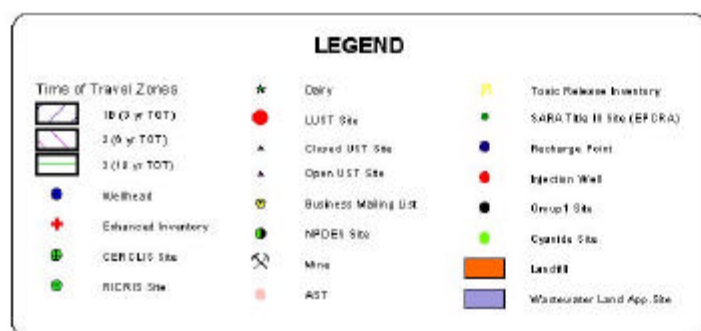 LEGEND
Time of Travel Zones
1B (3 yr TOT)
2 (6 yr TOT)
3 (10 yr TOT)
Wellhead
Enhanced Inventory
CERCLIS Site
RICRIS Site
Dairy
LUST Site
Closed UST Site
Open UST Site
Business Mailing List
NPDES Site
Mine
AST
Toxic Release Inventory
SARA Title III Site (EPCRA)
Recharge Point
Injection Well
Group1 Site
Cyanide Site
Landfill
Wastewater Land App. Site